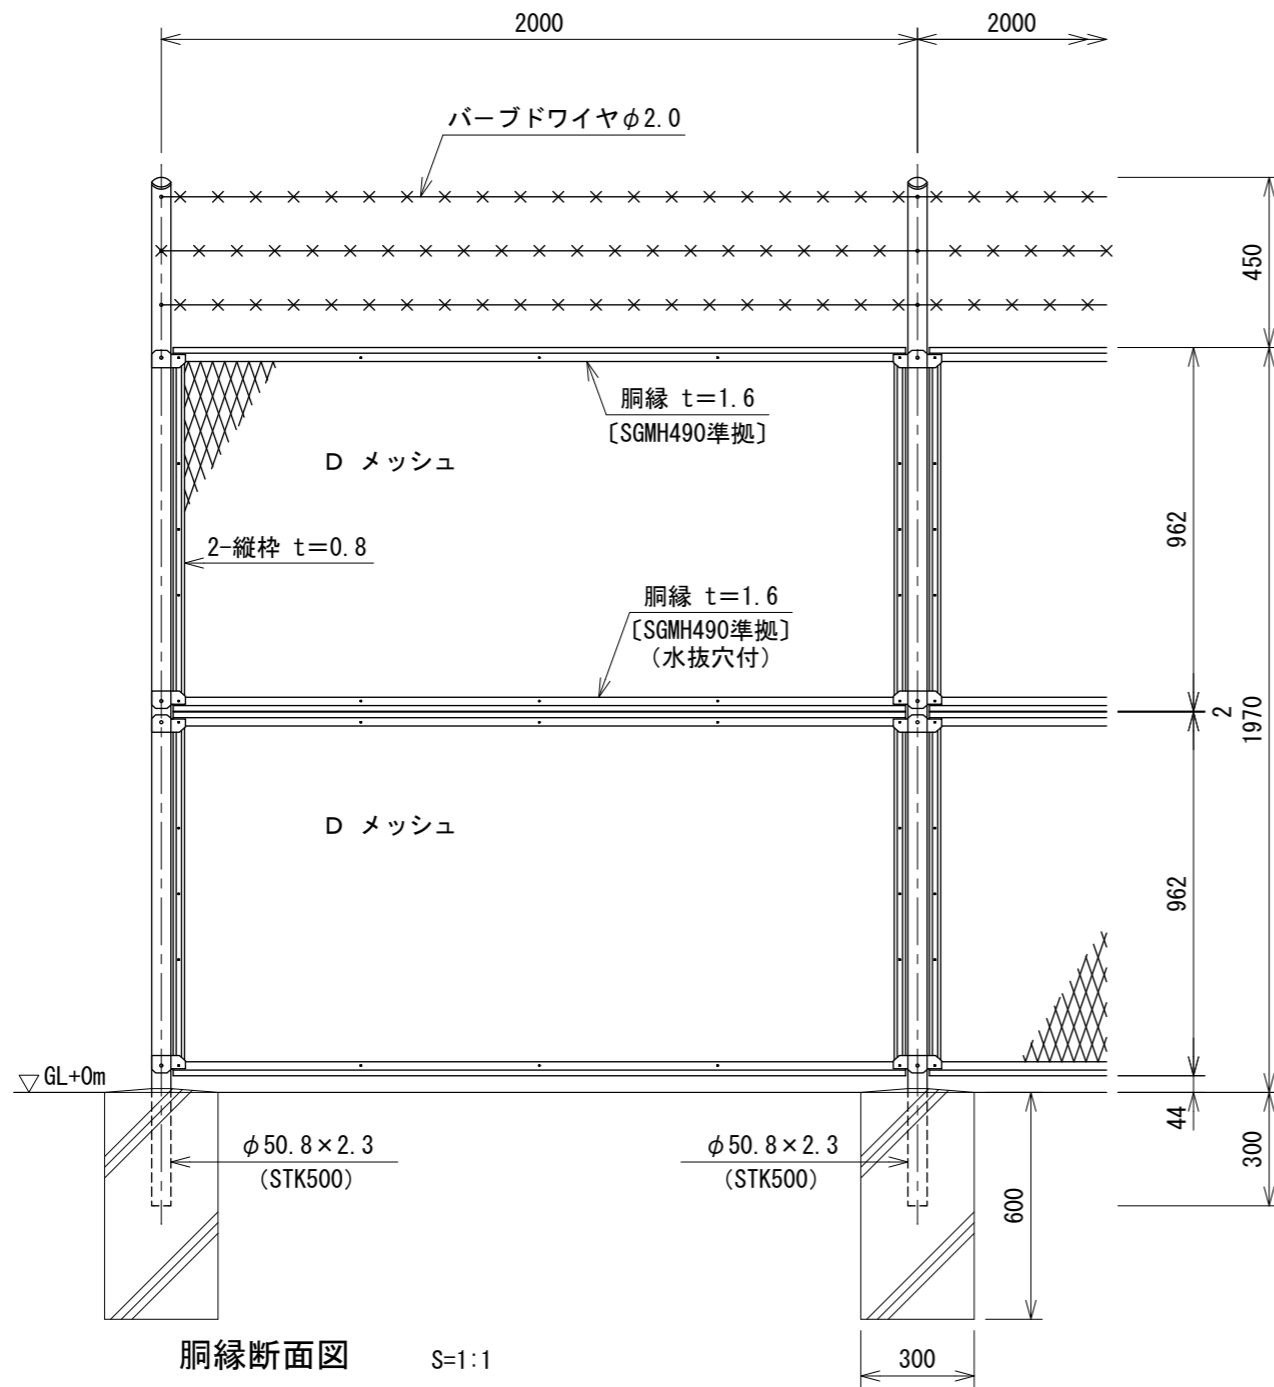 2000
2000
バーブドワイヤφ2.0
450
胴縁 t=1.6
〔SGMH490準拠〕
D メッシュ
962
2-縦枠 t=0.8
胴縁 t=1.6
〔SGMH490準拠〕
(水抜穴付)
2
1970
D メッシュ
962
GL+0m
44
φ50.8×2.3
(STK500)
φ50.8×2.3
(STK500)
300
600
胴縁断面図 S=1:1
300